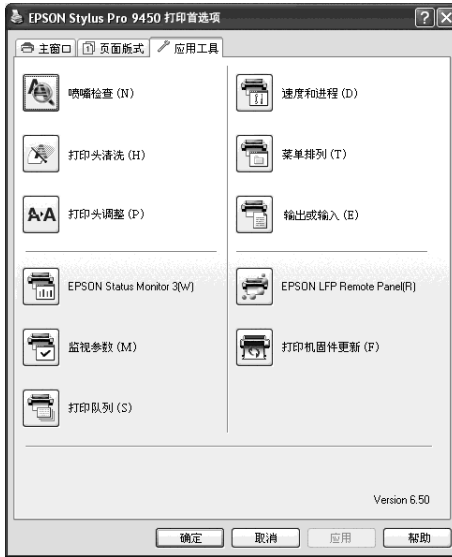 EPSON Stylus Pro 9450 打印首选项
主窗口 页面版式 应用工具
喷嘴检查 (N)
速度和进程 (D)
打印头清洗 (H)
菜单排列 (T)
打印头调整 (P)
输出或输入 (E)
EPSON Status Monitor 3(W)
EPSON LFP Remote Panel(R)
监视参数 (M)
打印机固件更新 (F)
打印队列 (S)
Version 6.50
确定 取消 应用 帮助